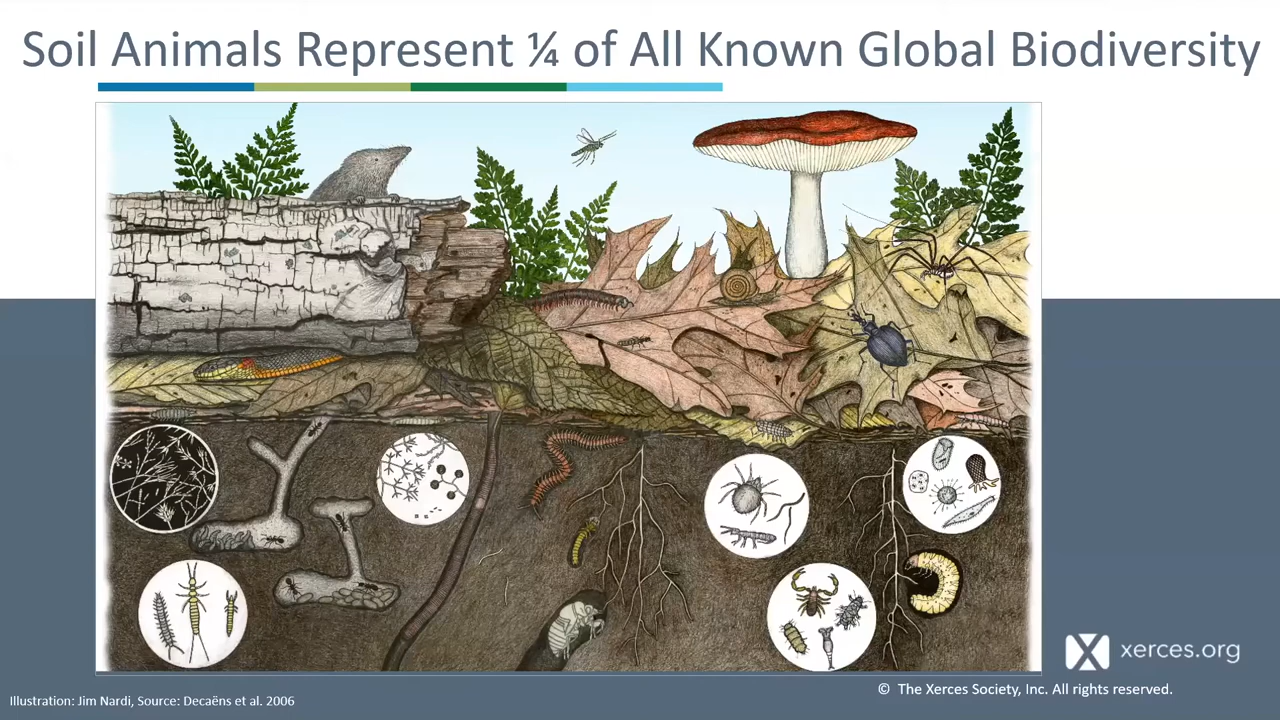 Soil Animals Represent ¼ of All Known Global Biodiversity
xerces.org
© The Xerces Society, Inc. All rights reserved.
Illustration: Jim Nardi, Source: Decaëns et al. 2006